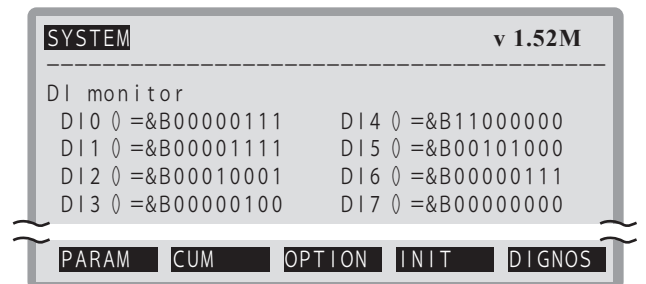 SYSTEM v 1.52M
DI monitor
DI0()=&B00000111 DI4()=&B11000000
DI1()=&B00001111 DI5()=&B00101000
DI2()=&B00010001 DI6()=&B00000111
DI3()=&B00000100 DI7()=&B00000000
PARAM CUM OPTION INIT DIGNOS